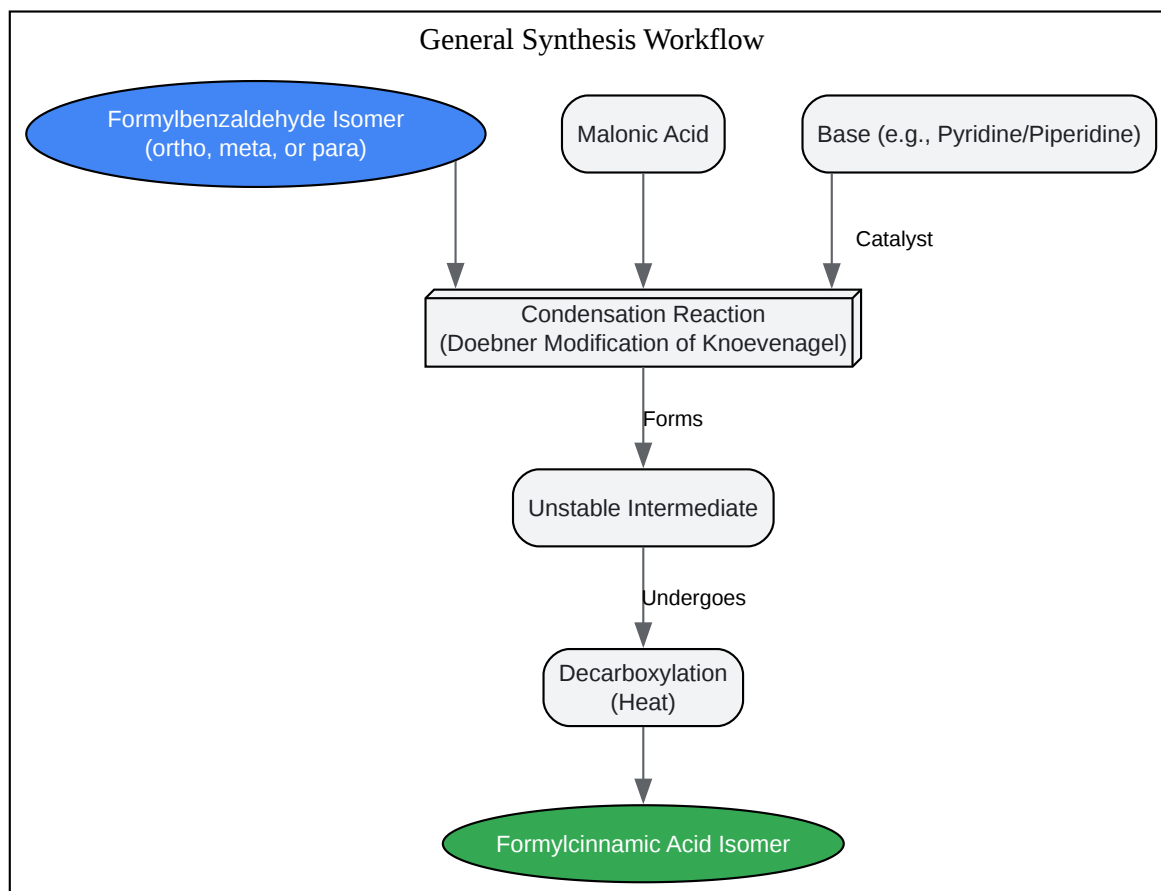 General Synthesis Workflow
Formylbenzaldehyde Isomer
(ortho, meta, or para)
Malonic Acid
Base (e.g., Pyridine/Piperidine)
Catalyst
Condensation Reaction
(Doebner Modification of Knoevenagel)
Forms
Unstable Intermediate
Undergoes
Decarboxylation
(Heat)
Formylcinnamic Acid Isomer